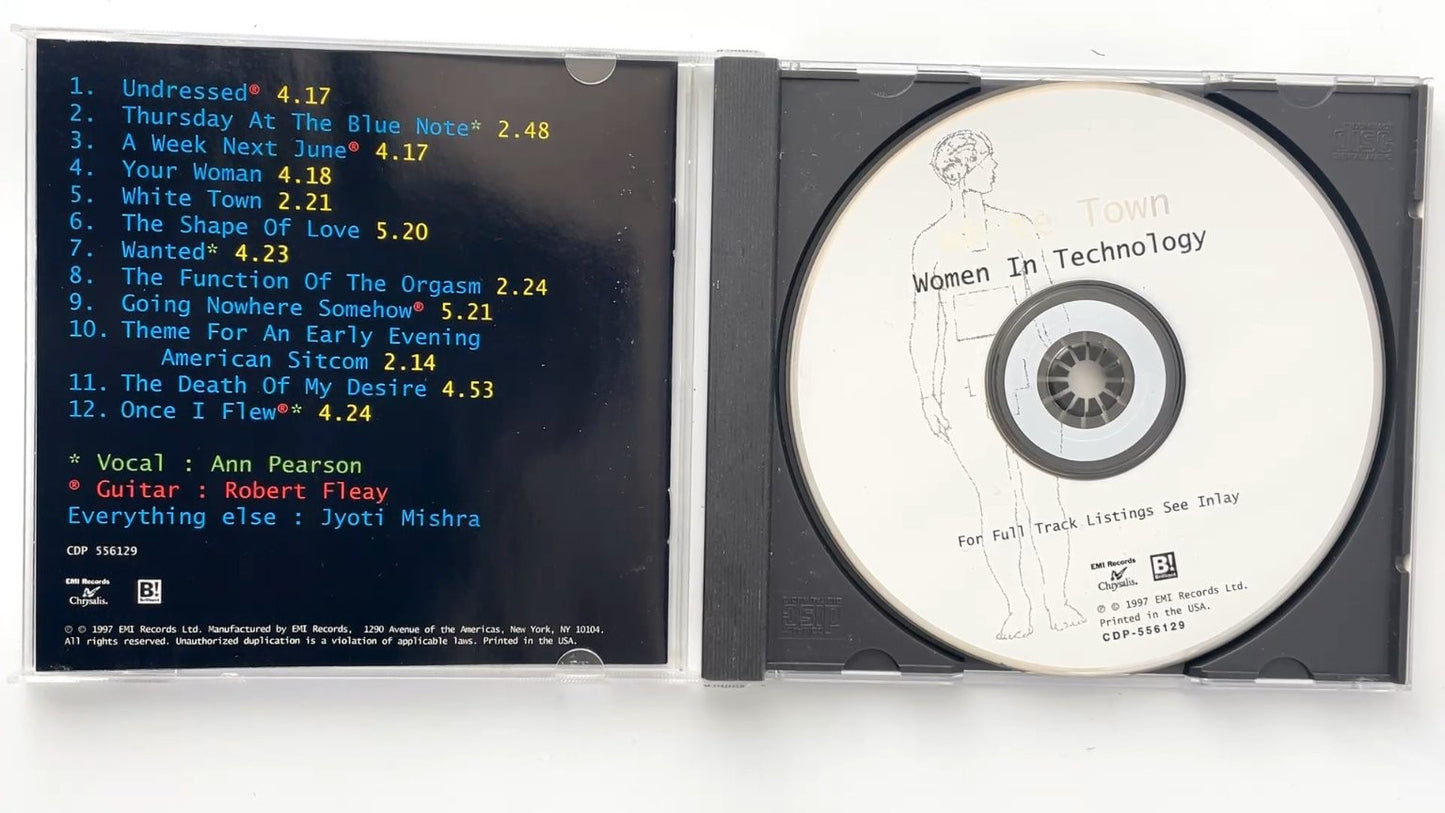 1. Undressed® 4.17
2. Thursday At The Blue Note* 2.48
3. A Week Next June® 4.17
4. Your Woman 4.18
5. White Town 2.21
6. The Shape Of Love 5.20
7. Wanted* 4.23
8. The Function Of The Orgasm 2.24
9. Going Nowhere Somehow® 5.21
10. Theme For An Early Evening
American Sitcom 2.14
11. The Death Of My Desire 4.53
12. Once I Flew®* 4.24
* Vocal : Ann Pearson
® Guitar : Robert Fleay
Everything else : Jyoti Mishra
CDP 556129
EMI Records
Chrysalis.
B!
Brilliant
℗ © 1997 EMI Records Ltd. Manufactured by EMI Records, 1290 Avenue of the Americas, New York, NY 10104.
All rights reserved. Unauthorized duplication is a violation of applicable laws. Printed in the USA.
Town
Women In Technology
For Full Track Listings See Inlay
EMI Records
Chrysalis.
B!
℗ © 1997 EMI Records Ltd.
Printed in the USA.
CDP-556129
disc